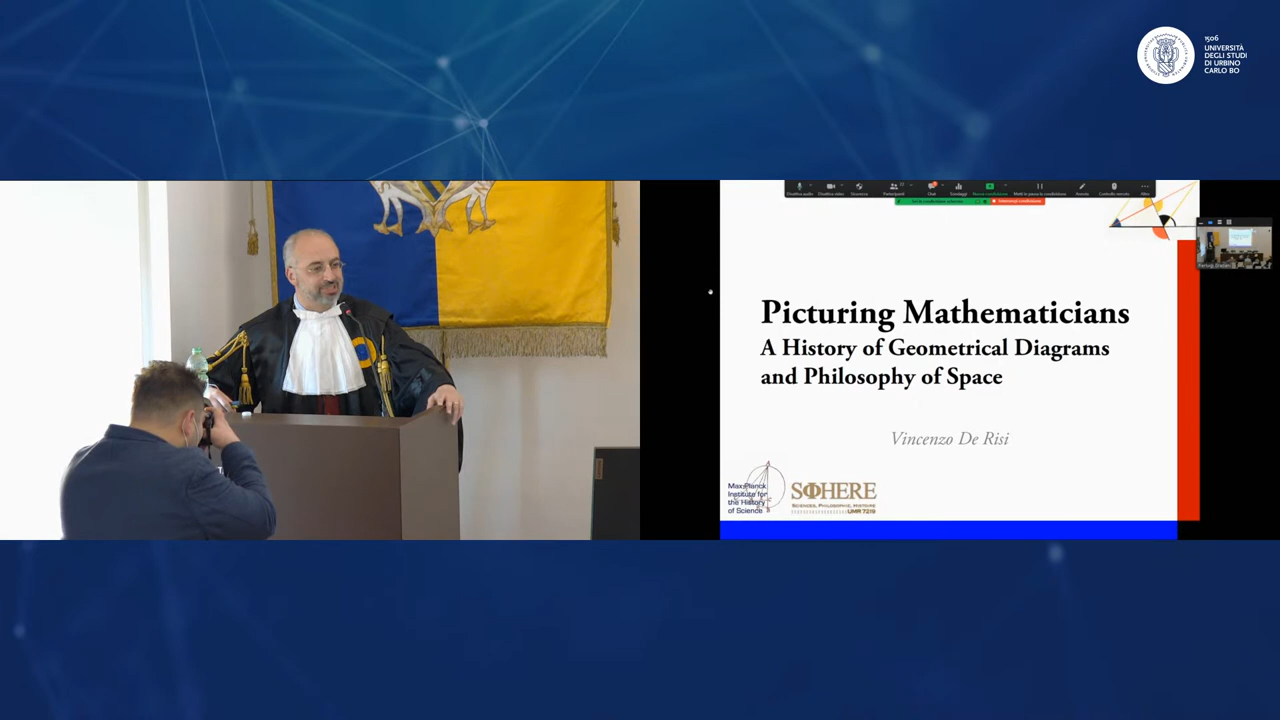 1506
UNIVERSITÀ
DEGLI STUDI
DI URBINO
CARLO BO
Picturing Mathematicians
A History of Geometrical Diagrams
and Philosophy of Space
Vincenzo De Risi
Max-Planck
Institute for
the History
of Science
SΦHERE
SCIENCES, PHILOSOPHIE, HISTOIRE
UMR 7219